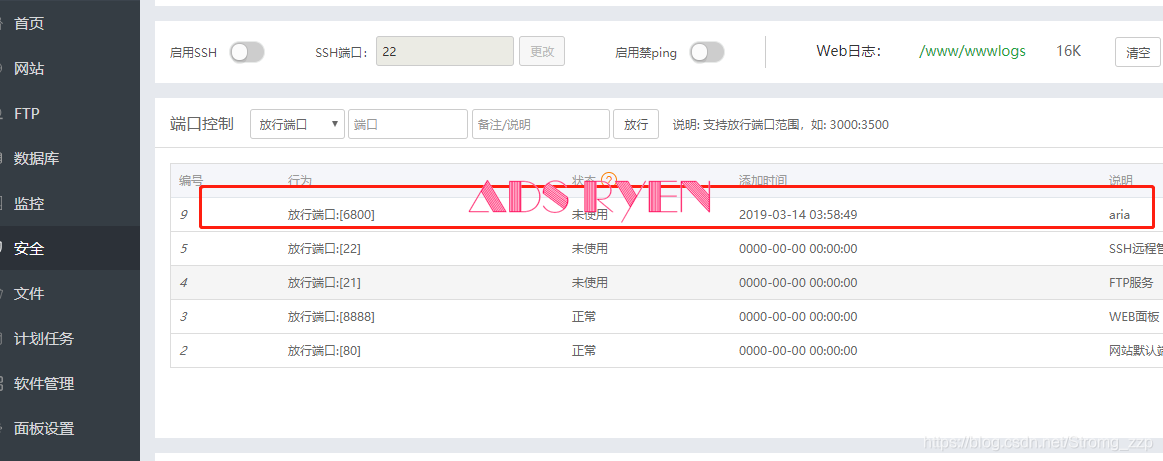 首页
网站
FTP
数据库
监控
安全
文件
计划任务
软件管理
面板设置
启用SSH SSH端口: 22 更改 启用禁ping Web日志: /www/wwwlogs 16K 清空
端口控制 放行端口 端口 备注/说明 放行 说明: 支持放行端口范围，如: 3000:3500
编号 行为 状态 ? 添加时间 说明
ADS RYEN
9 放行端口:[6800] 未使用 2019-03-14 03:58:49 aria
5 放行端口:[22] 未使用 0000-00-00 00:00:00 SSH远程管
4 放行端口:[21] 未使用 0000-00-00 00:00:00 FTP服务
3 放行端口:[8888] 正常 0000-00-00 00:00:00 WEB面板
2 放行端口:[80] 正常 0000-00-00 00:00:00 网站默认端
https://blog.csdn.net/Stromg_zzp